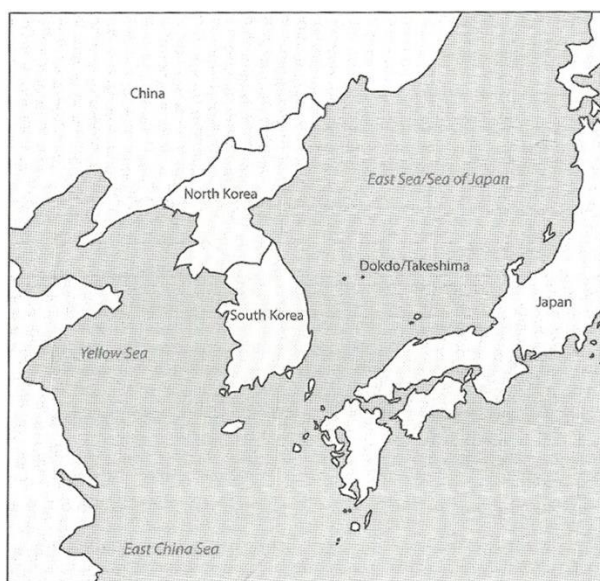 China
North Korea
East Sea/Sea of Japan
Dokdo/Takeshima
Japan
South Korea
Yellow Sea
East China Sea